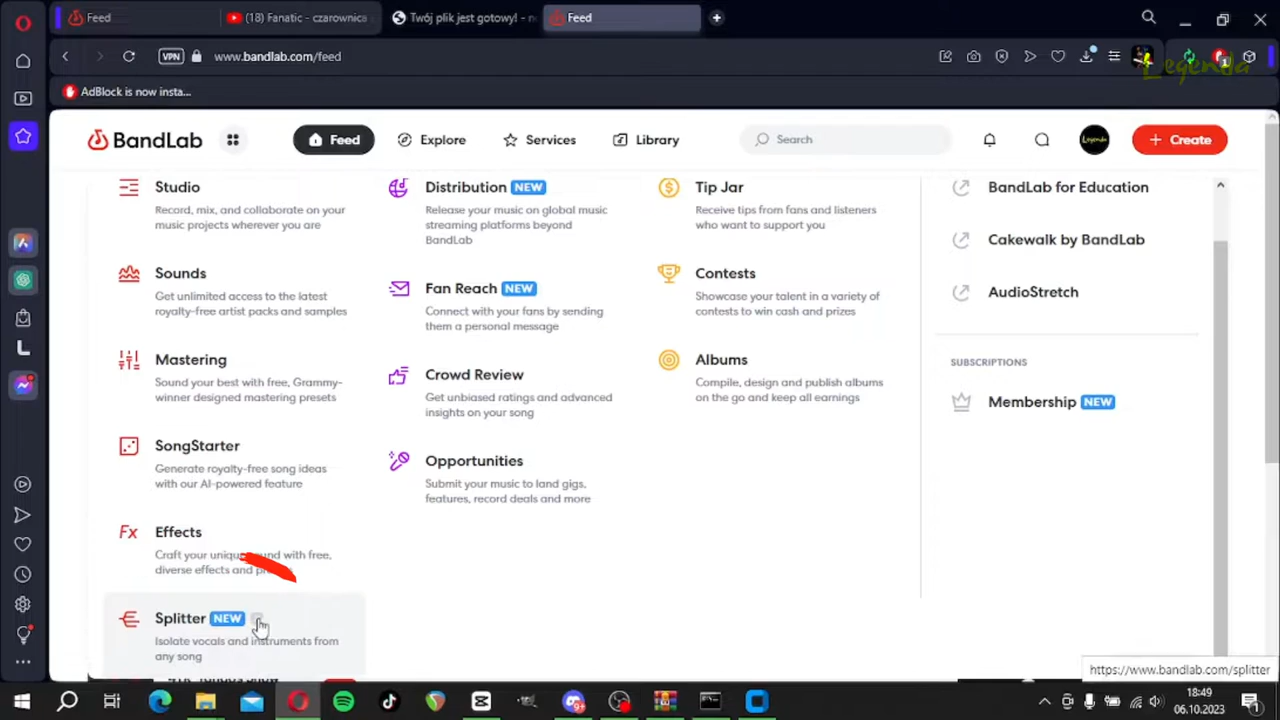 Feed
(18) Fanatic - czarownica
Twój plik jest gotowy! - n
Feed
VPN
www.bandlab.com/feed
AdBlock is now insta...
Legenda
BandLab
Feed
Explore
Services
Library
Search
Legenda
+ Create
Studio
Record, mix, and collaborate on your
music projects wherever you are
Sounds
Get unlimited access to the latest
royalty-free artist packs and samples
Mastering
Sound your best with free, Grammy-
winner designed mastering presets
SongStarter
Generate royalty-free song ideas
with our AI-powered feature
Fx Effects
Craft your unique sound with free,
diverse effects and
Splitter NEW
Isolate vocals and instruments from
any song
Distribution NEW
Release your music on global music
streaming platforms beyond
BandLab
Fan Reach NEW
Connect with your fans by sending
them a personal message
Crowd Review
Get unbiased ratings and advanced
insights on your song
Opportunities
Submit your music to land gigs,
features, record deals and more
Tip Jar
Receive tips from fans and listeners
who want to support you
Contests
Showcase your talent in a variety of
contests to win cash and prizes
Albums
Compile, design and publish albums
on the go and keep all earnings
BandLab for Education
Cakewalk by BandLab
AudioStretch
SUBSCRIPTIONS
Membership NEW
https://www.bandlab.com/splitter
18:49
06.10.2023